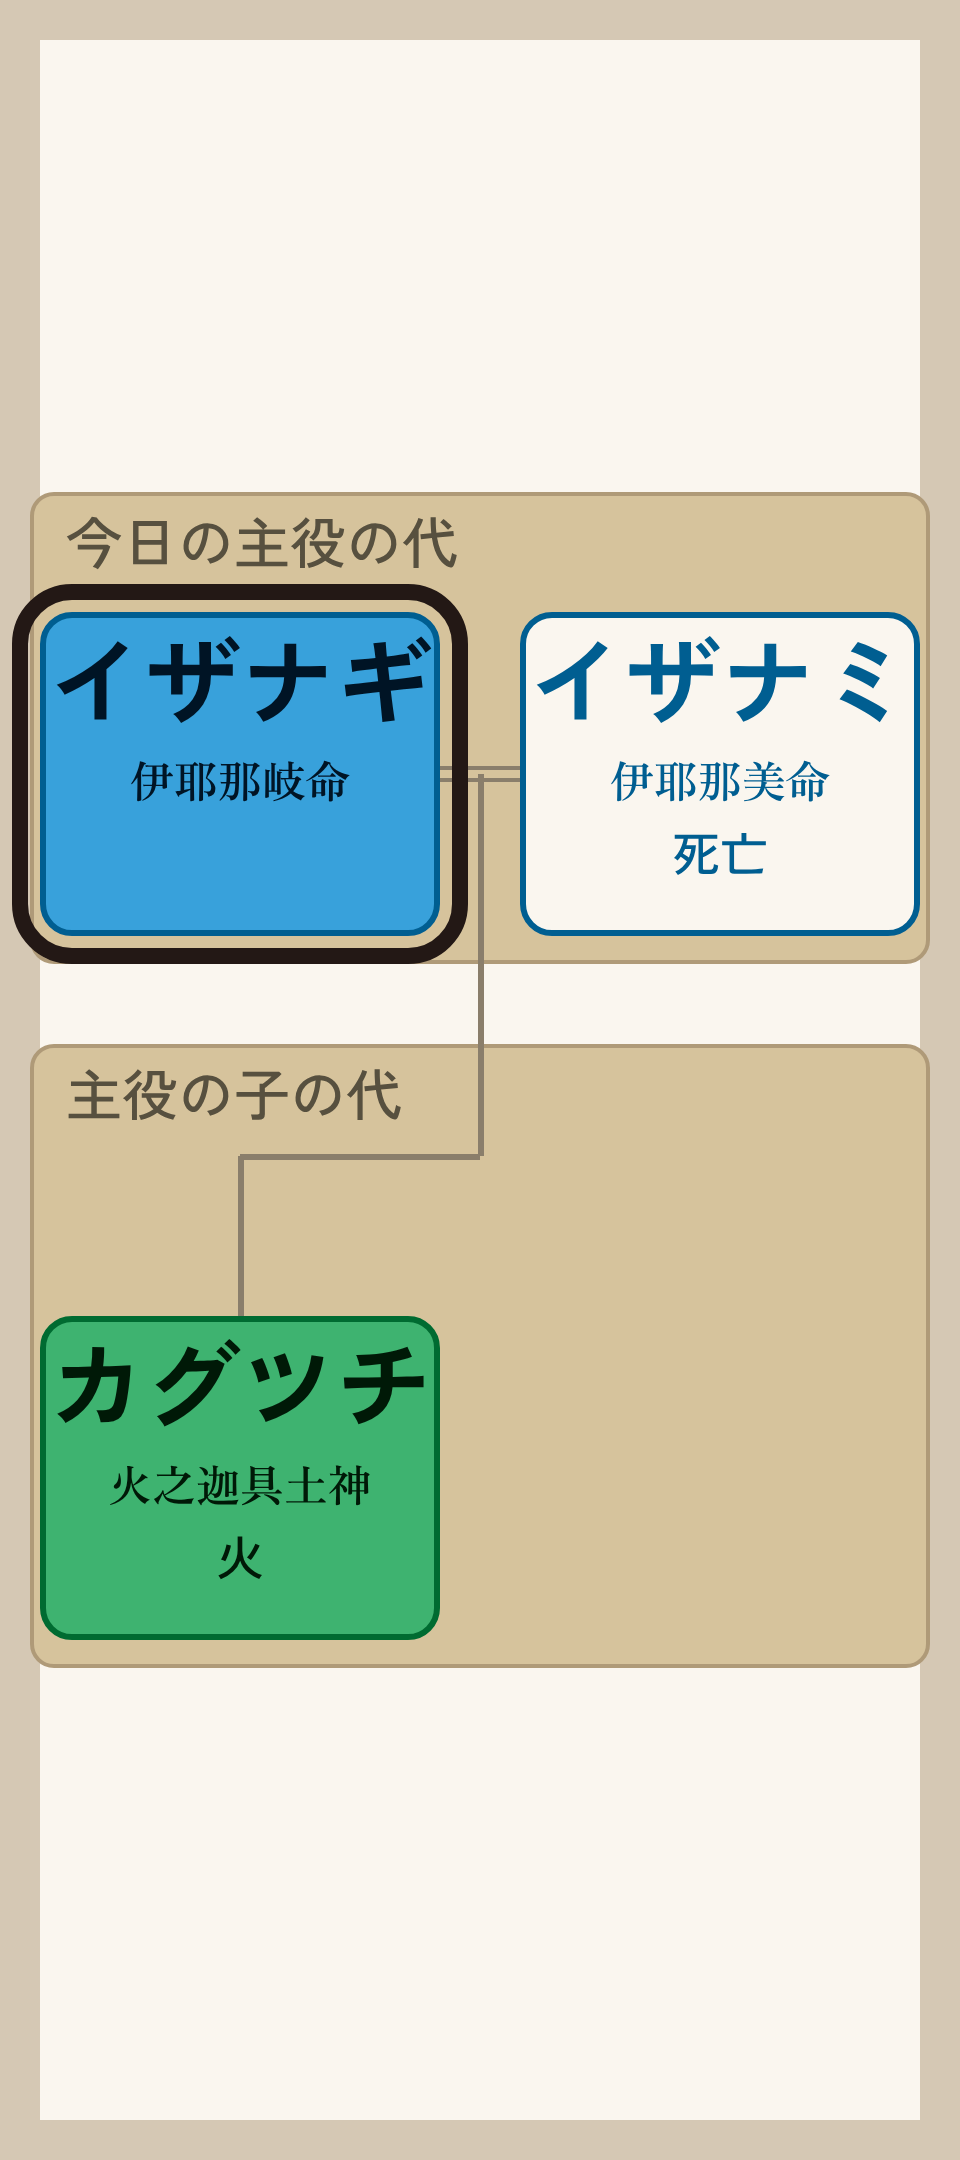 今日の主役の代
イザナギ
伊耶那岐命
イザナミ
伊耶那美命
死亡
主役の子の代
カグツチ
火之迦具土神
火